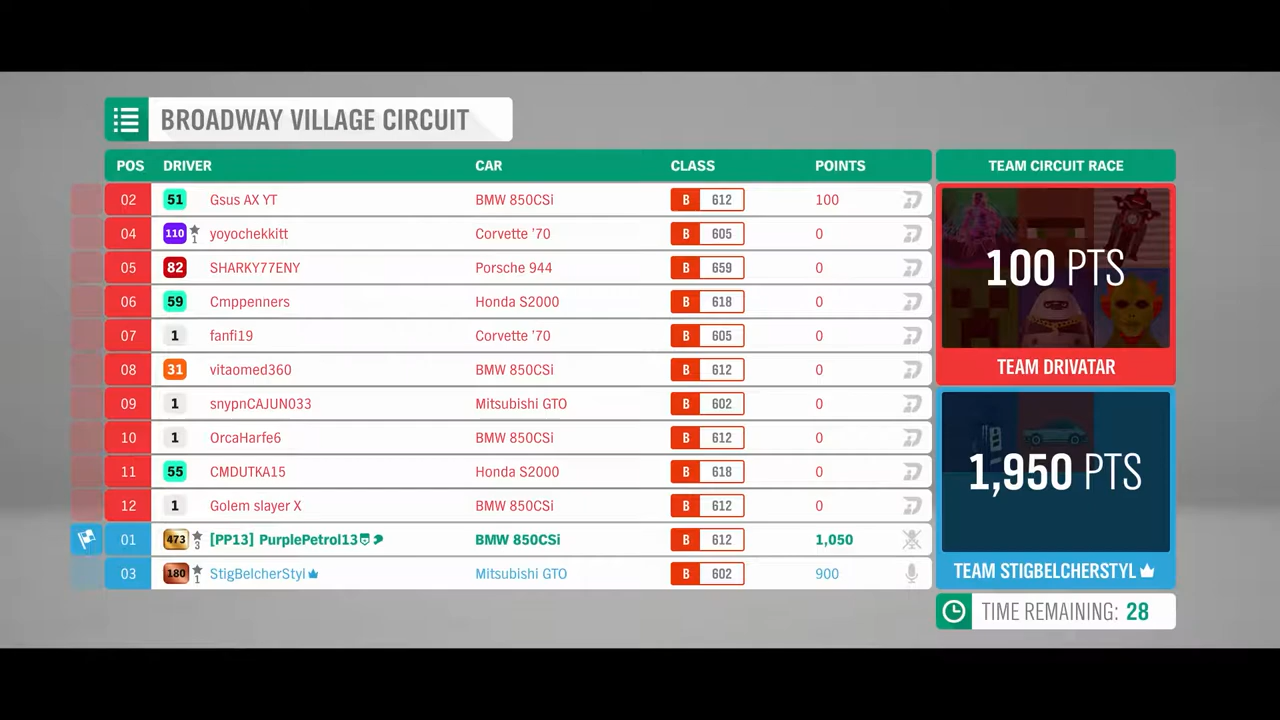 BROADWAY VILLAGE CIRCUIT
POS DRIVER CAR CLASS POINTS
02 51 Gsus AX YT BMW 850CSi B 612 100
04 110 1 yoyochekkitt Corvette '70 B 605 0
05 82 SHARKY77ENY Porsche 944 B 659 0
06 59 Cmppenners Honda S2000 B 618 0
07 1 fanfi19 Corvette '70 B 605 0
08 31 vitaomed360 BMW 850CSi B 612 0
09 1 snypnCAJUN033 Mitsubishi GTO B 602 0
10 1 OrcaHarfe6 BMW 850CSi B 612 0
11 55 CMDUTKA15 Honda S2000 B 618 0
12 1 Golem slayer X BMW 850CSi B 612 0
01 473 3 [PP13] PurplePetrol13 BMW 850CSi B 612 1,050
03 180 1 StigBelcherStyl Mitsubishi GTO B 602 900
TEAM CIRCUIT RACE
100 PTS
TEAM DRIVATAR
1,950 PTS
TEAM STIGBELCHERSTYL
TIME REMAINING: 28